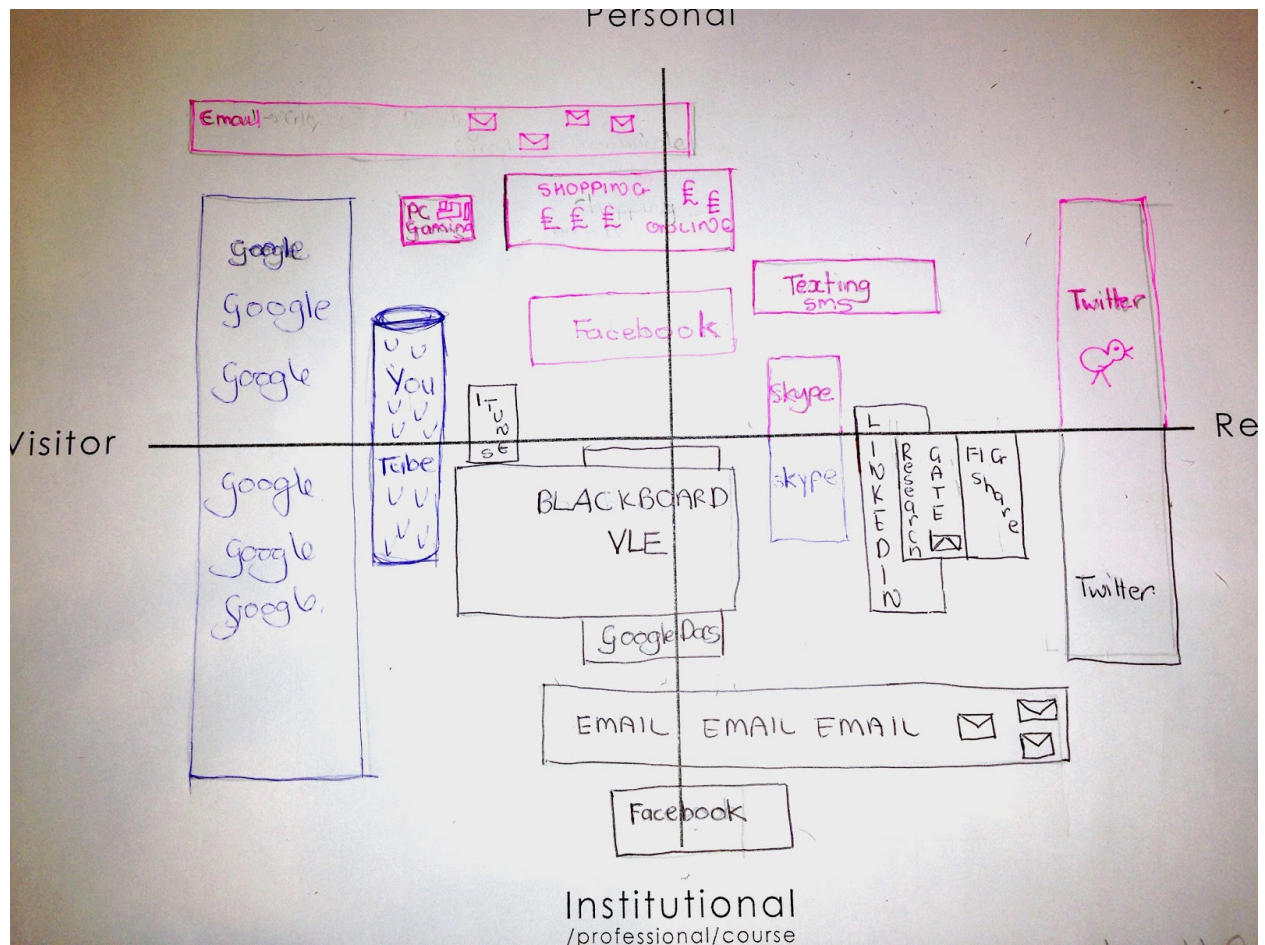 Personal
Email
SHOPPING
£ £
£ £ £
ONLINE
PC
Gaming
Google
Google
Google
Texting
SMS
Facebook
Twitter
You
Tube
ITUNES
skype
skype
Visitor
Re
LINKED IN
Research
GATE
FIG
share
Google
Google
Google
BLACKBOARD
VLE
Twitter
Google Docs
EMAIL EMAIL EMAIL
Facebook
Institutional
/professional/course